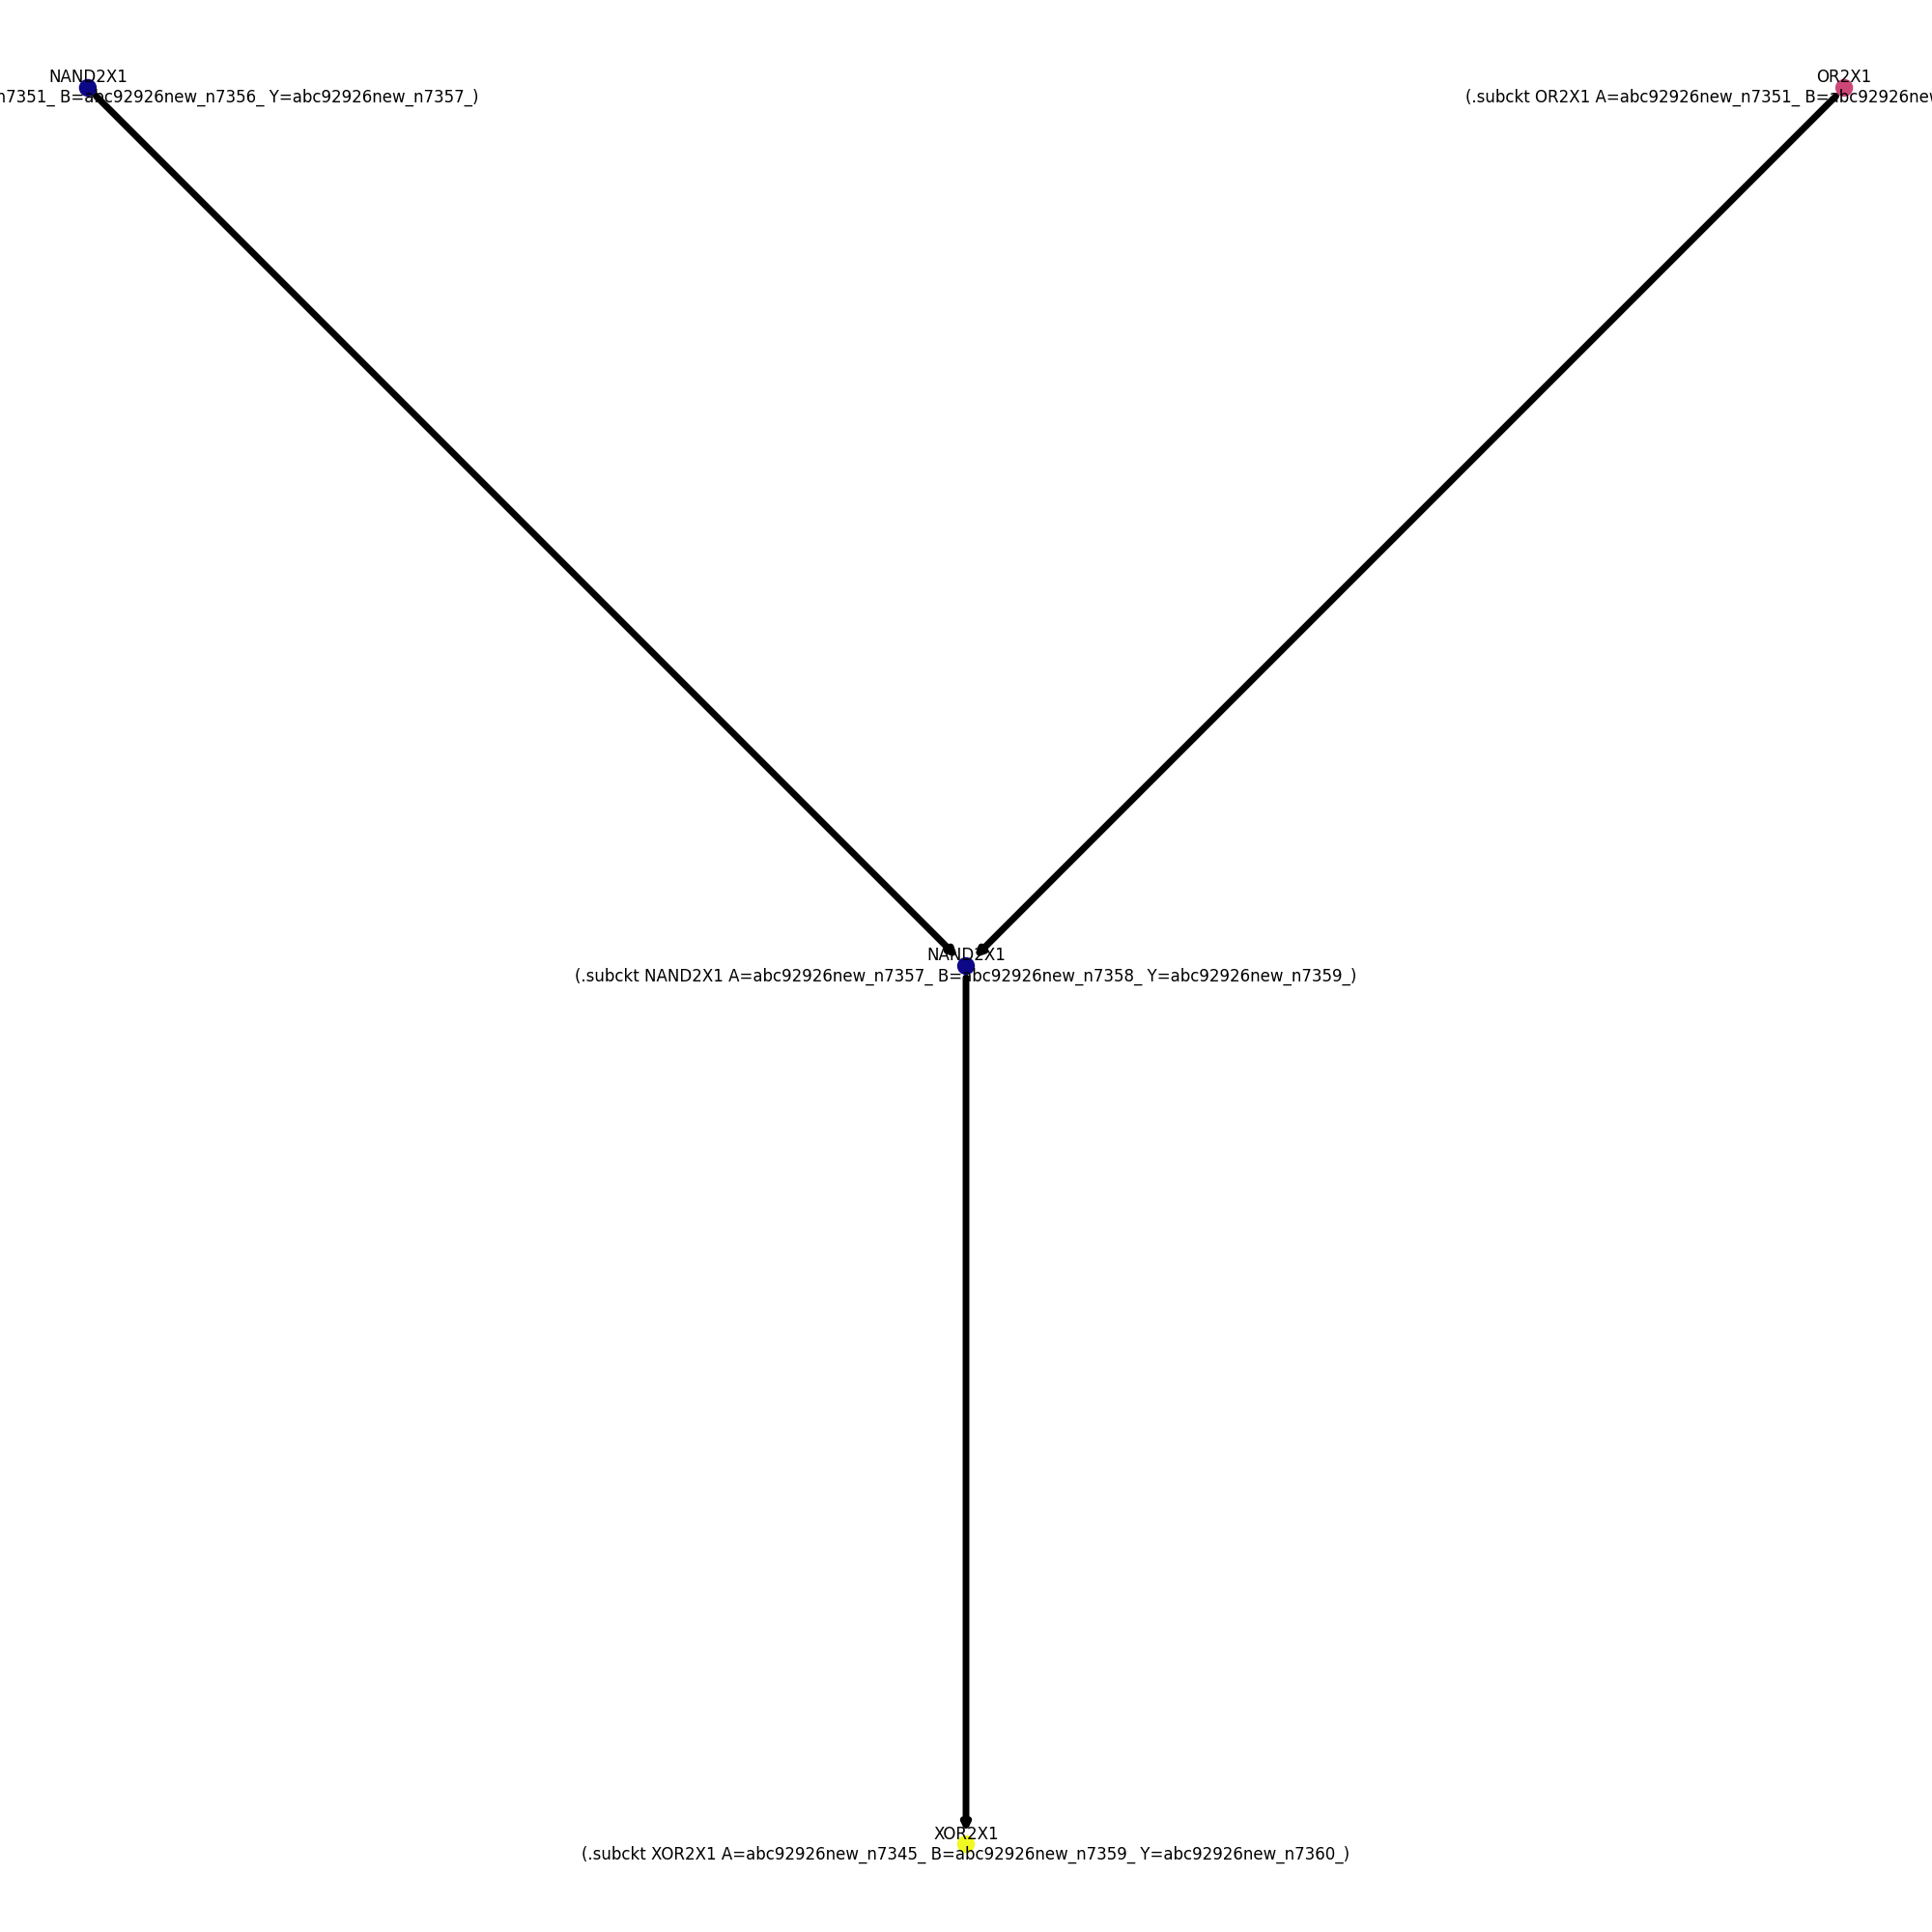 NAND2X1
n7351_ B=abc92926new_n7356_ Y=abc92926new_n7357_)
OR2X1
(.subckt OR2X1 A=abc92926new_n7351_ B=abc92926new
NAND2X1
(.subckt NAND2X1 A=abc92926new_n7357_ B=abc92926new_n7358_ Y=abc92926new_n7359_)
XOR2X1
(.subckt XOR2X1 A=abc92926new_n7345_ B=abc92926new_n7359_ Y=abc92926new_n7360_)